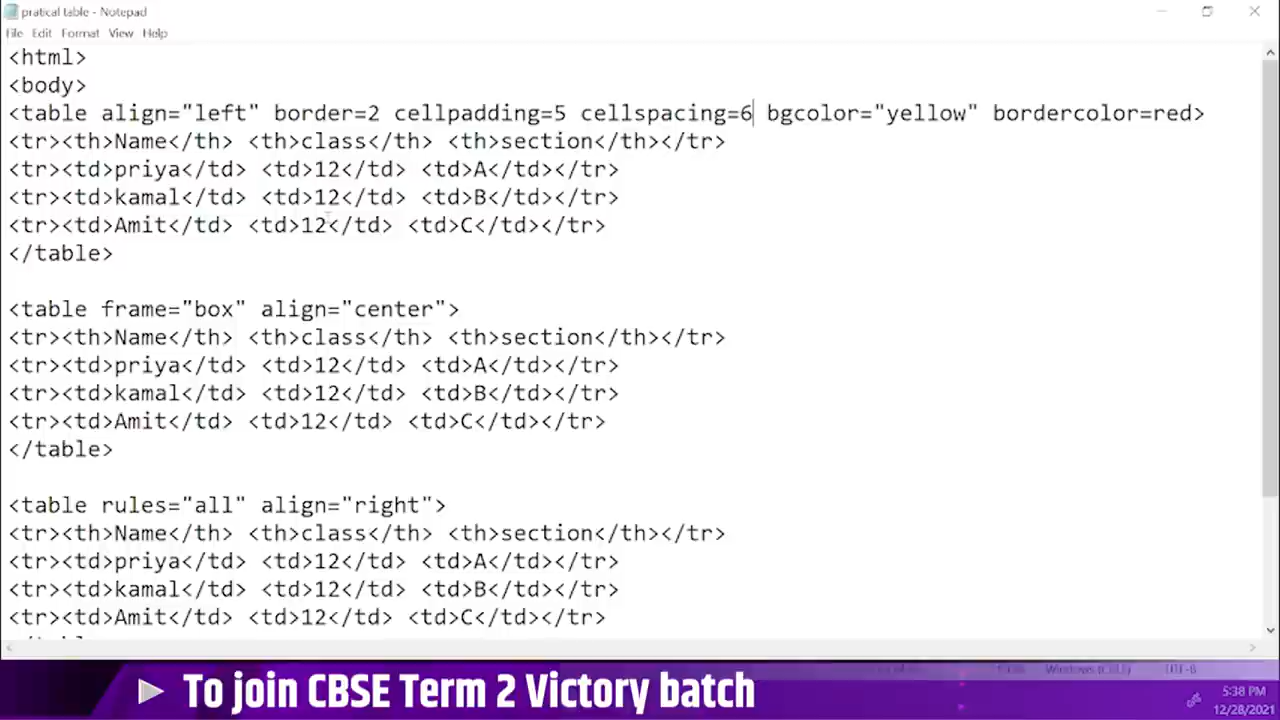 pratical table - Notepad
File Edit Format View Help
<html>
<body>
<table align="left" border=2 cellpadding=5 cellspacing=6 bgcolor="yellow" bordercolor=red>
<tr><th>Name</th> <th>class</th> <th>section</th></tr>
<tr><td>priya</td> <td>12</td> <td>A</td></tr>
<tr><td>kamal</td> <td>12</td> <td>B</td></tr>
<tr><td>Amit</td> <td>12</td> <td>C</td></tr>
</table>
<table frame="box" align="center">
<tr><th>Name</th> <th>class</th> <th>section</th></tr>
<tr><td>priya</td> <td>12</td> <td>A</td></tr>
<tr><td>kamal</td> <td>12</td> <td>B</td></tr>
<tr><td>Amit</td> <td>12</td> <td>C</td></tr>
</table>
<table rules="all" align="right">
<tr><th>Name</th> <th>class</th> <th>section</th></tr>
<tr><td>priya</td> <td>12</td> <td>A</td></tr>
<tr><td>kamal</td> <td>12</td> <td>B</td></tr>
<tr><td>Amit</td> <td>12</td> <td>C</td></tr>
UTF-8
To join CBSE Term 2 Victory batch
5:38 PM
12/28/2021